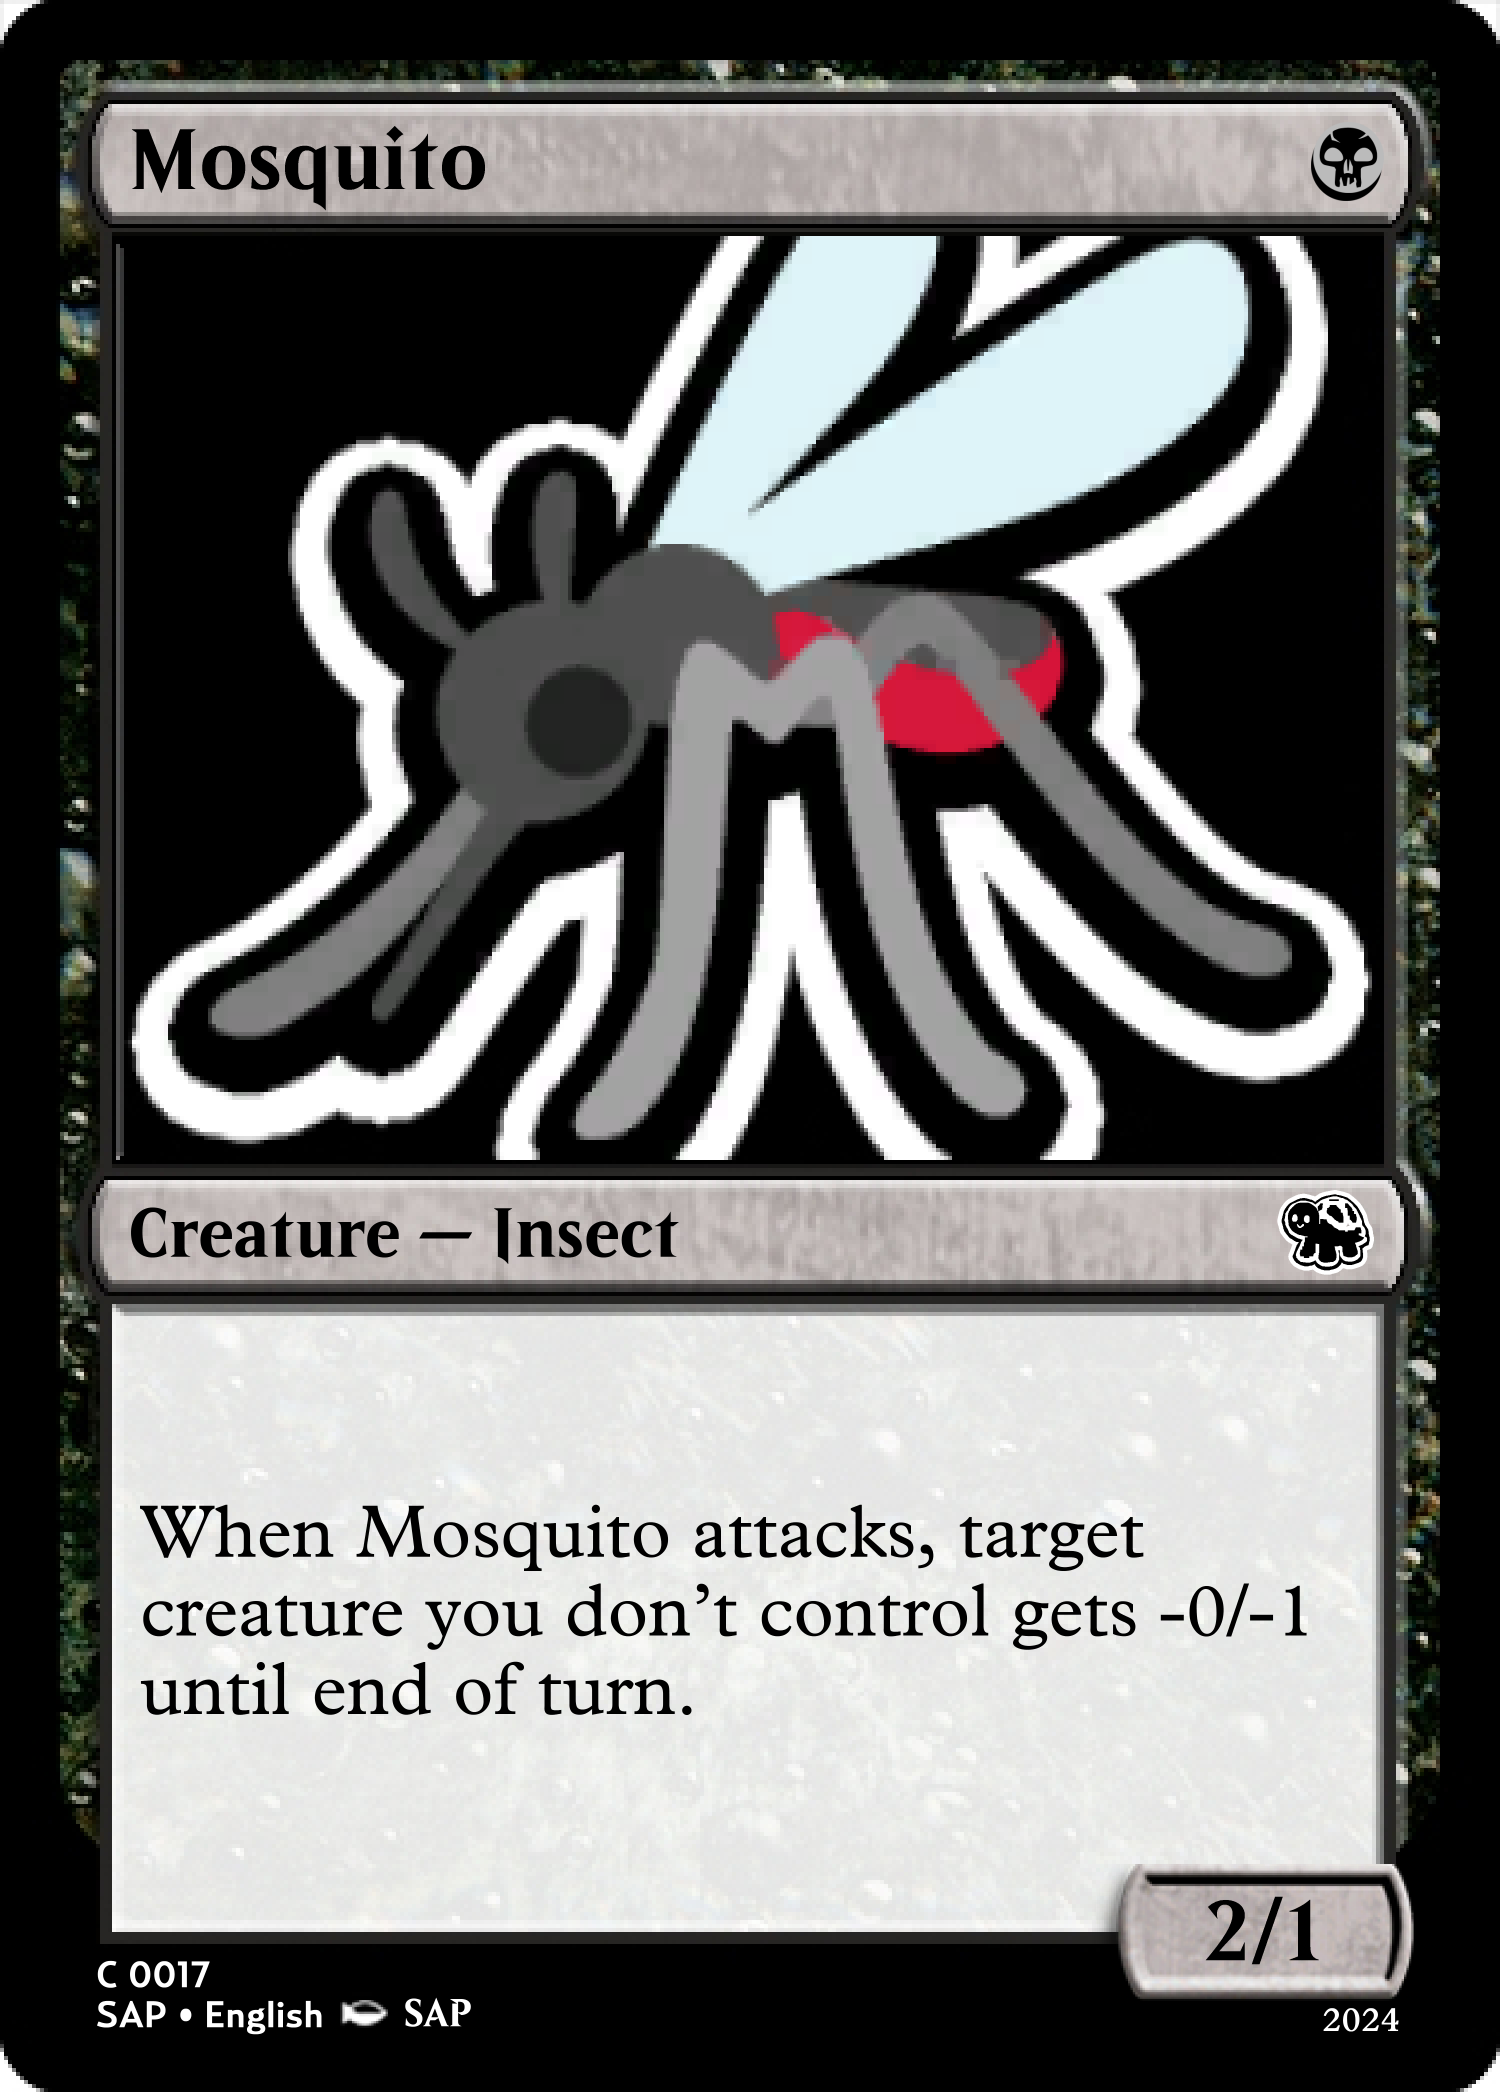 Mosquito
Creature — Insect
When Mosquito attacks, target
creature you don't control gets -0/-1
until end of turn.
2/1
C 0017
SAP • English SAP
2024